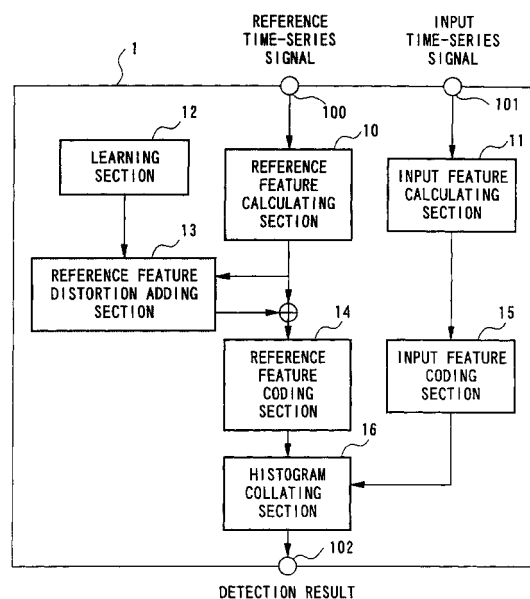 REFERENCE
TIME-SERIES
SIGNAL
INPUT
TIME-SERIES
SIGNAL
1
100
101
12
LEARNING
SECTION
10
REFERENCE
FEATURE
CALCULATING
SECTION
11
INPUT FEATURE
CALCULATING
SECTION
13
REFERENCE FEATURE
DISTORTION ADDING
SECTION
14
REFERENCE
FEATURE
CODING
SECTION
15
INPUT FEATURE
CODING
SECTION
16
HISTOGRAM
COLLATING
SECTION
102
DETECTION RESULT